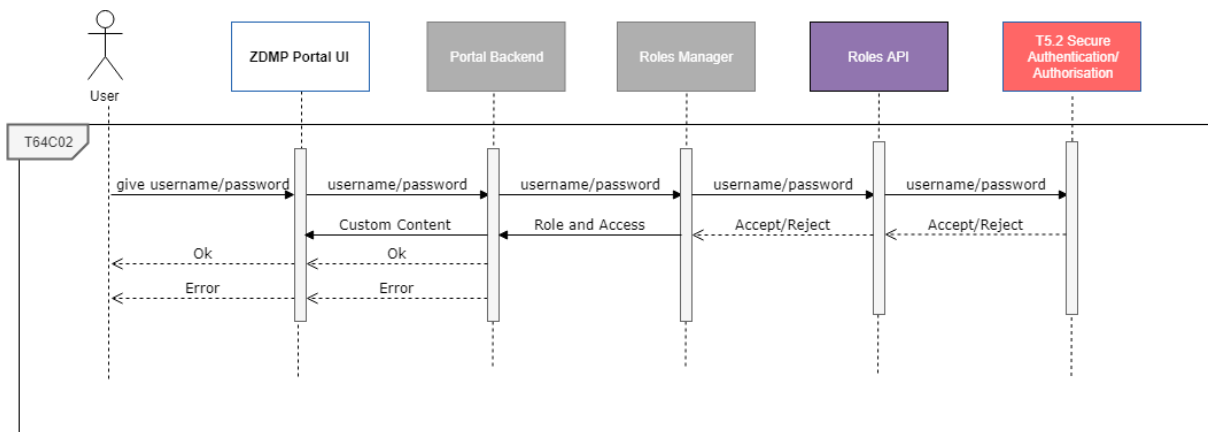 ZDMP Portal UI
Portal Backend
Roles Manager
Roles API
T5.2 Secure
Authentication/
Authorisation
User
T64C02
give username/password
username/password
username/password
username/password
username/password
Custom Content
Role and Access
Accept/Reject
Accept/Reject
Ok
Ok
Error
Error